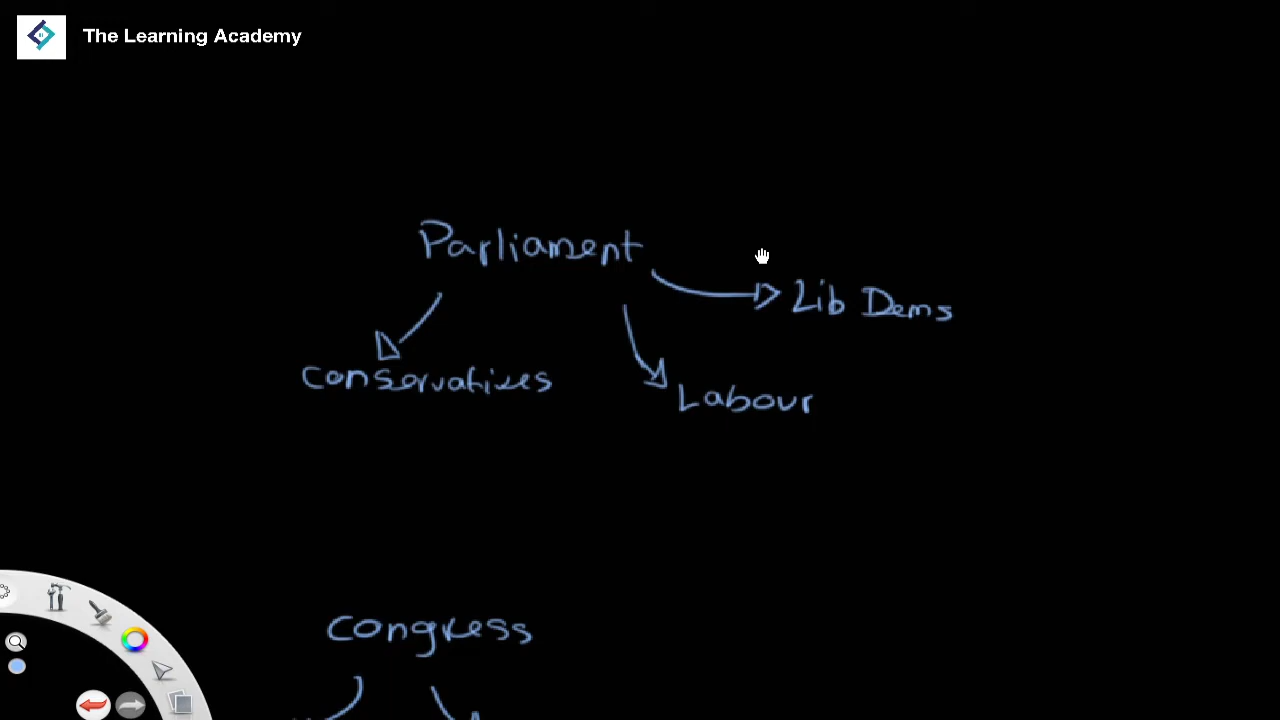 The Learning Academy
Parliament
Lib Dems
Conservatives
Labour
Congress